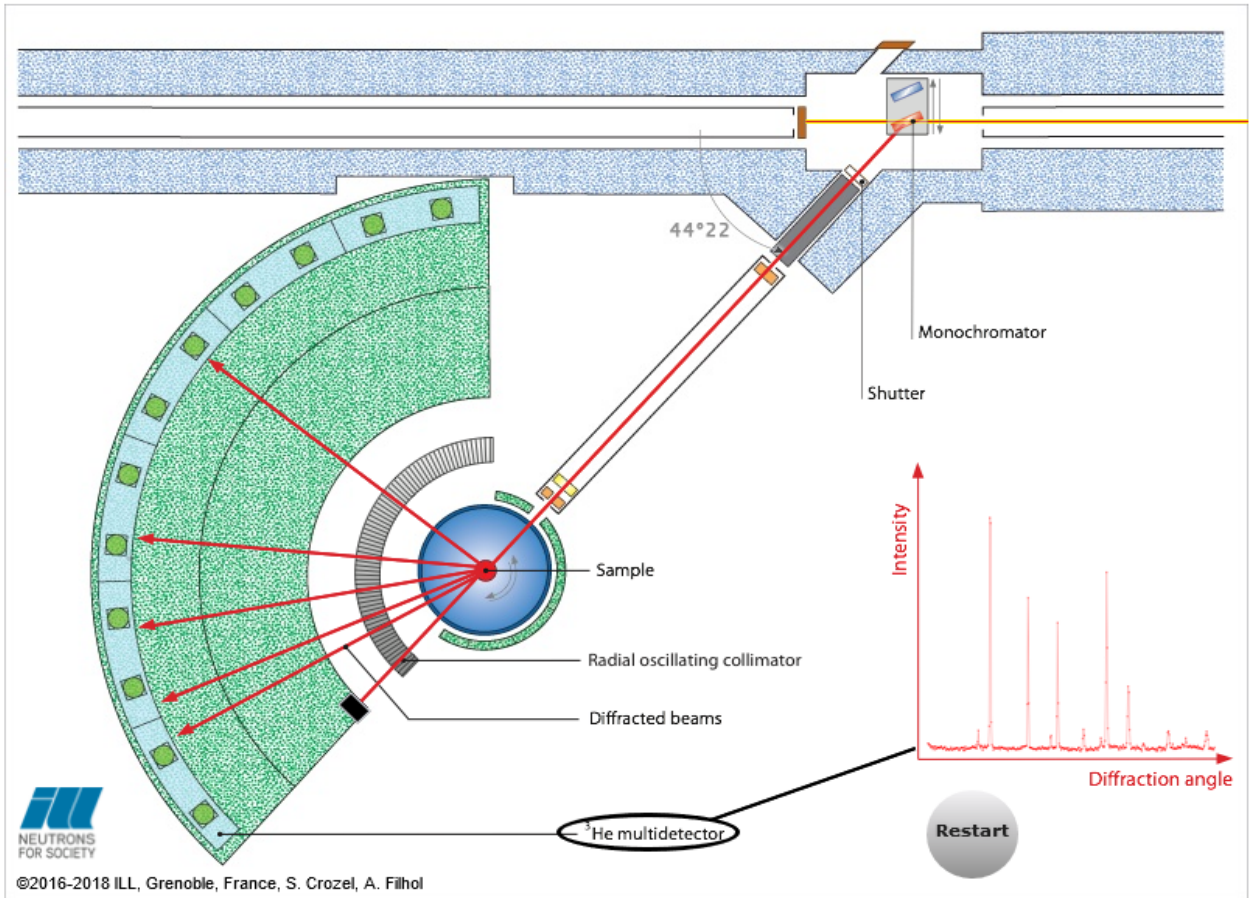 44°22
Monochromator
Shutter
Intensity
Sample
Radial oscillating collimator
Diffracted beams
Diffraction angle
³He multidetector
Restart
ill
NEUTRONS
FOR SOCIETY
©2016-2018 ILL, Grenoble, France, S. Crozel, A. Filhol